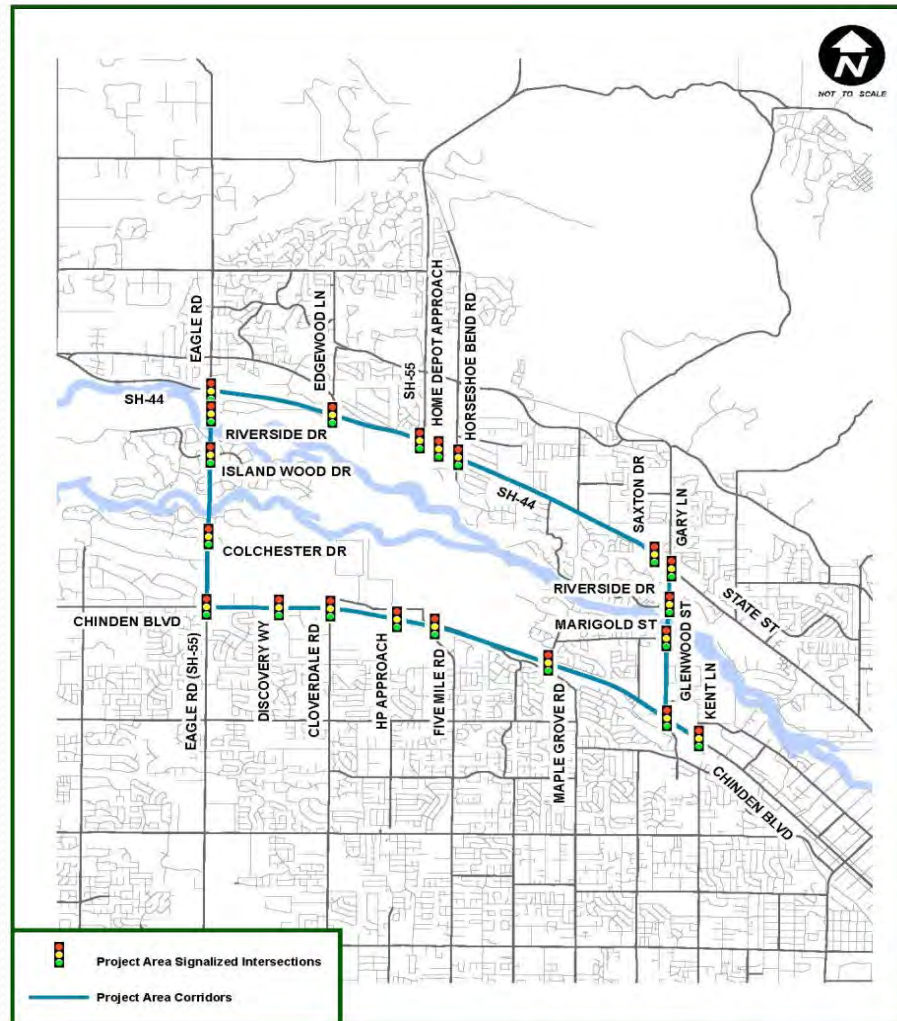 N
NOT TO SCALE
EAGLE RD
EDGEWOOD LN
SH-55
HOME DEPOT APPROACH
HORSESHOE BEND RD
SH-44
RIVERSIDE DR
ISLAND WOOD DR
SH-44
SAXTON DR
GARY LN
COLCHESTER DR
RIVERSIDE DR
STATE ST
CHINDEN BLVD
MARIGOLD ST
GLENWOOD ST
KENT LN
EAGLE RD (SH-55)
DISCOVERY WY
CLOVERDALE RD
HP APPROACH
FIVE MILE RD
MAPLE GROVE RD
CHINDEN BLVD
Project Area Signalized Intersections
Project Area Corridors